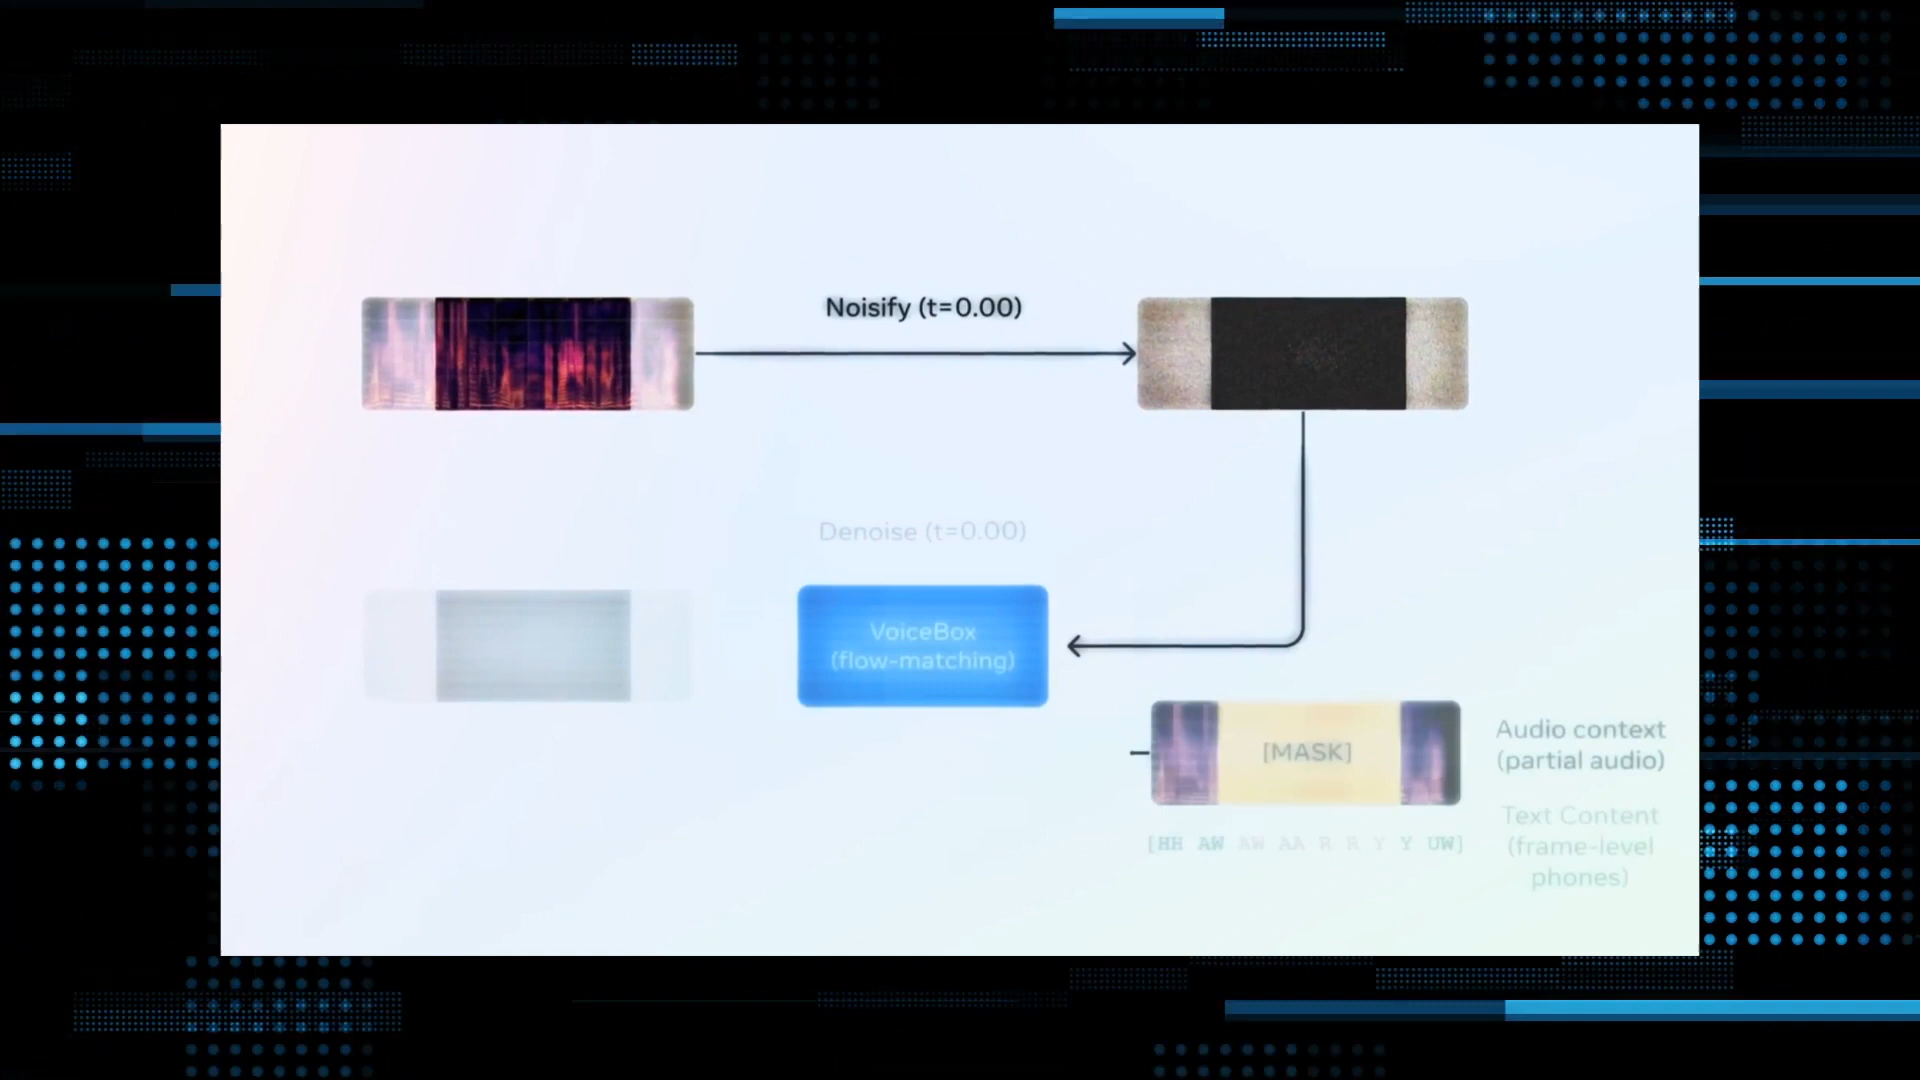 Noisify (t=0.00)
Denoise (t=0.00)
VoiceBox
(flow-matching)
[MASK]
Audio context
(partial audio)
[HH AW AW AA R R Y Y UW]
Text Content
(frame-level
phones)